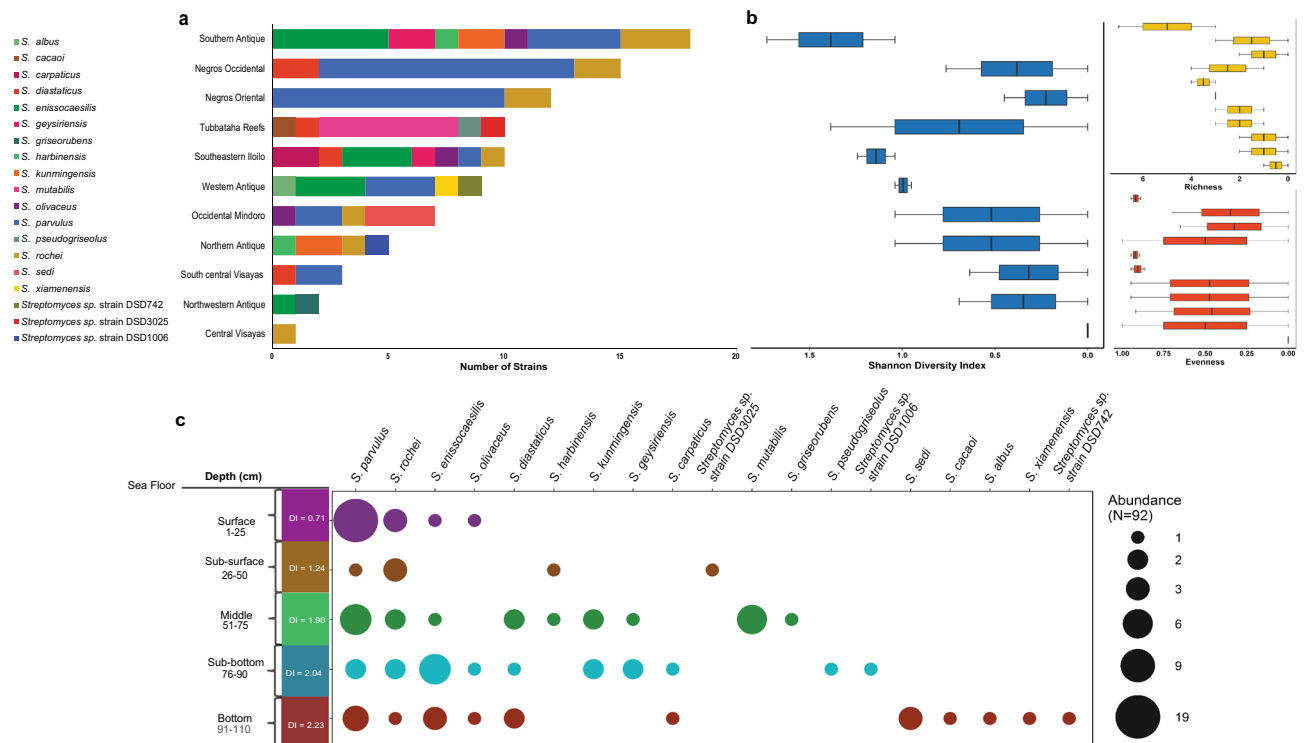 a
b
S. albus
S. cacaoi
S. carpaticus
S. diastaticus
S. enissocaesilis
S. geysiriensis
S. griseorubens
S. harbinensis
S. kunmingensis
S. mutabilis
S. olivaceus
S. parvulus
S. pseudogriseolus
S. rochei
S. sedi
S. xiamenensis
Streptomyces sp. strain DSD742
Streptomyces sp. strain DSD3025
Streptomyces sp. strain DSD1006
Southern Antique
Negros Occidental
Negros Oriental
Tubbataha Reefs
Southeastern Iloilo
Western Antique
Occidental Mindoro
Northern Antique
South central Visayas
Northwestern Antique
Central Visayas
0 5 10 15 20
Number of Strains
1.5 1.0 0.5 0.0
Shannon Diversity Index
6 4 2 0
Richness
1.00 0.75 0.50 0.25 0.00
Evenness
c
S. parvulus
S. rochei
S. enissocaesilis
S. olivaceus
S. diastaticus
S. harbinensis
S. kunmingensis
S. geysiriensis
S. carpaticus
Streptomyces sp.
strain DSD3025
S. mutabilis
S. griseorubens
S. pseudogriseolus
Streptomyces sp.
strain DSD1006
S. sedi
S. cacaoi
S. albus
S. xiamenensis
Streptomyces sp.
strain DSD742
Depth (cm)
Sea Floor
Surface
1-25
DI = 0.71
Sub-surface
26-50
DI = 1.24
Middle
51-75
DI = 1.90
Sub-bottom
76-90
DI = 2.04
Bottom
91-110
DI = 2.23
Abundance
(N=92)
1
2
3
6
9
19